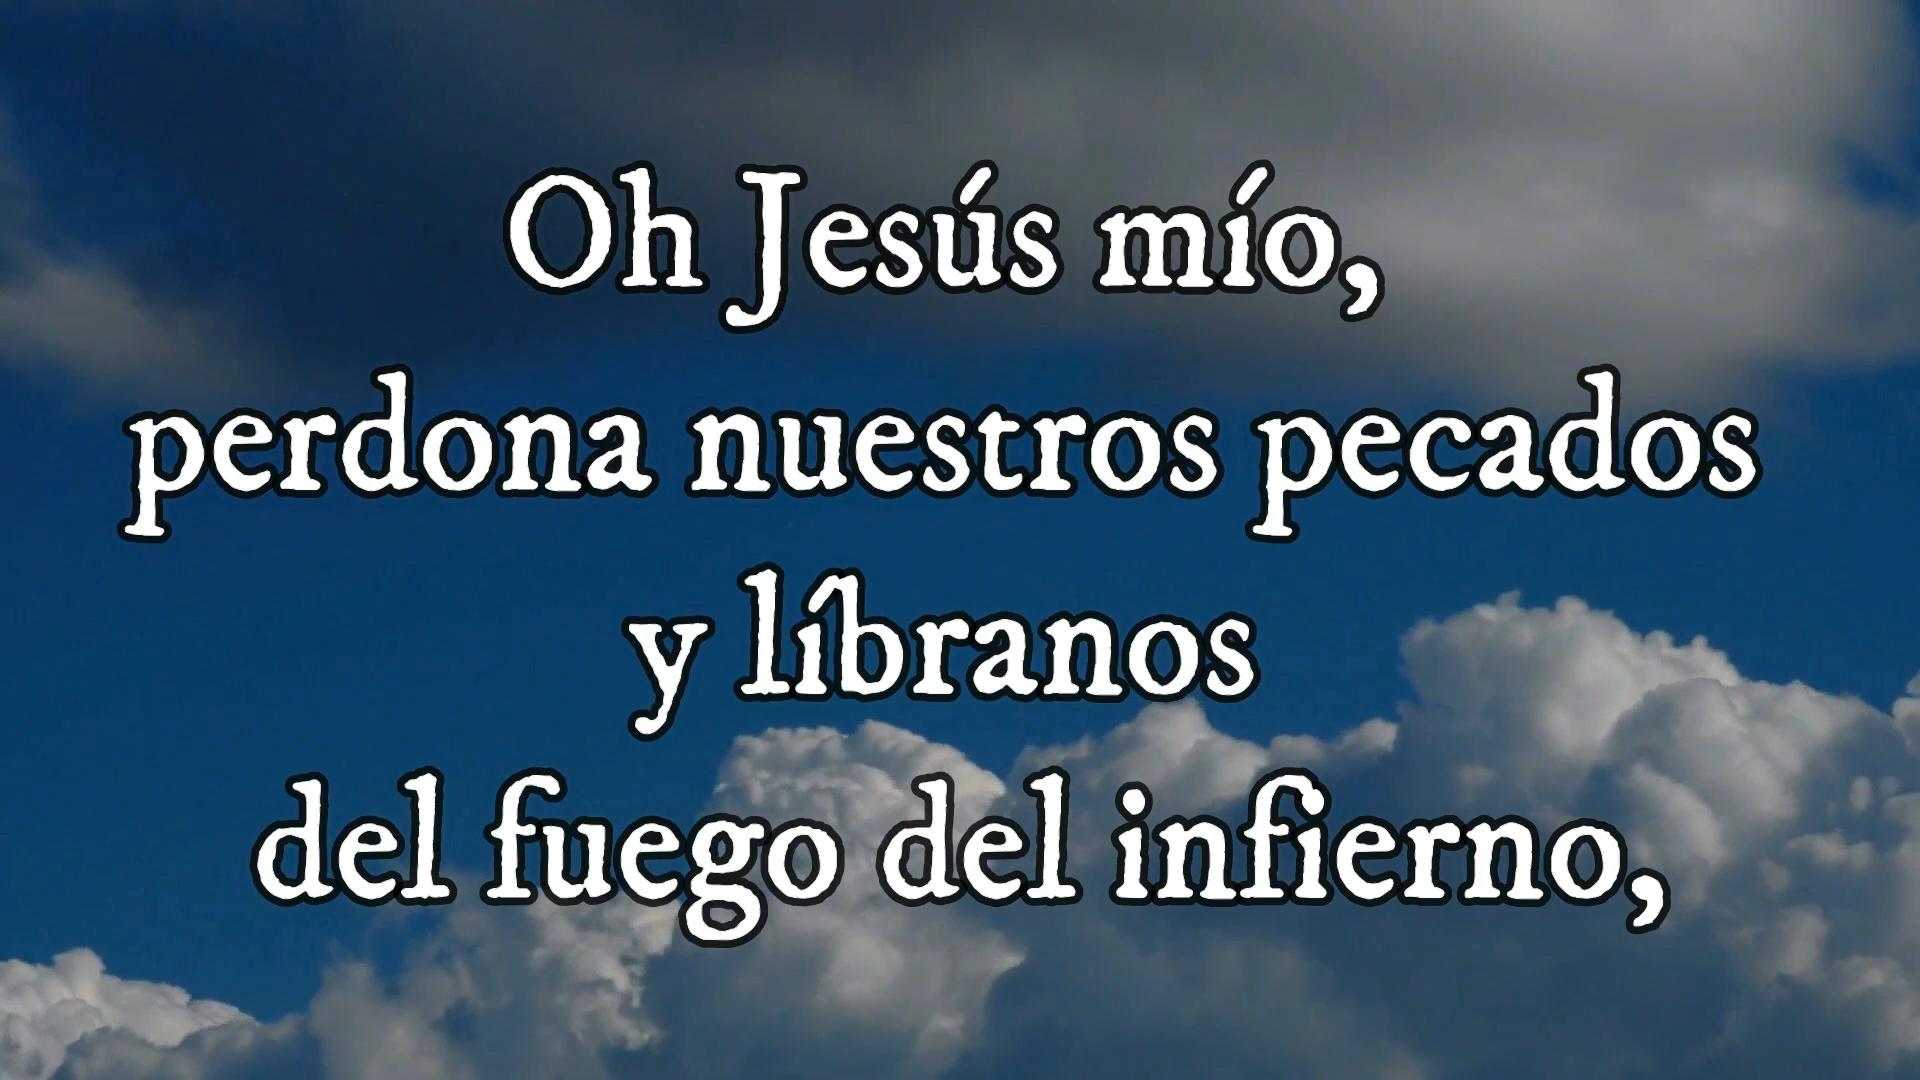 Oh Jesús mío,
perdona nuestros pecados
y líbranos
del fuego del infierno,